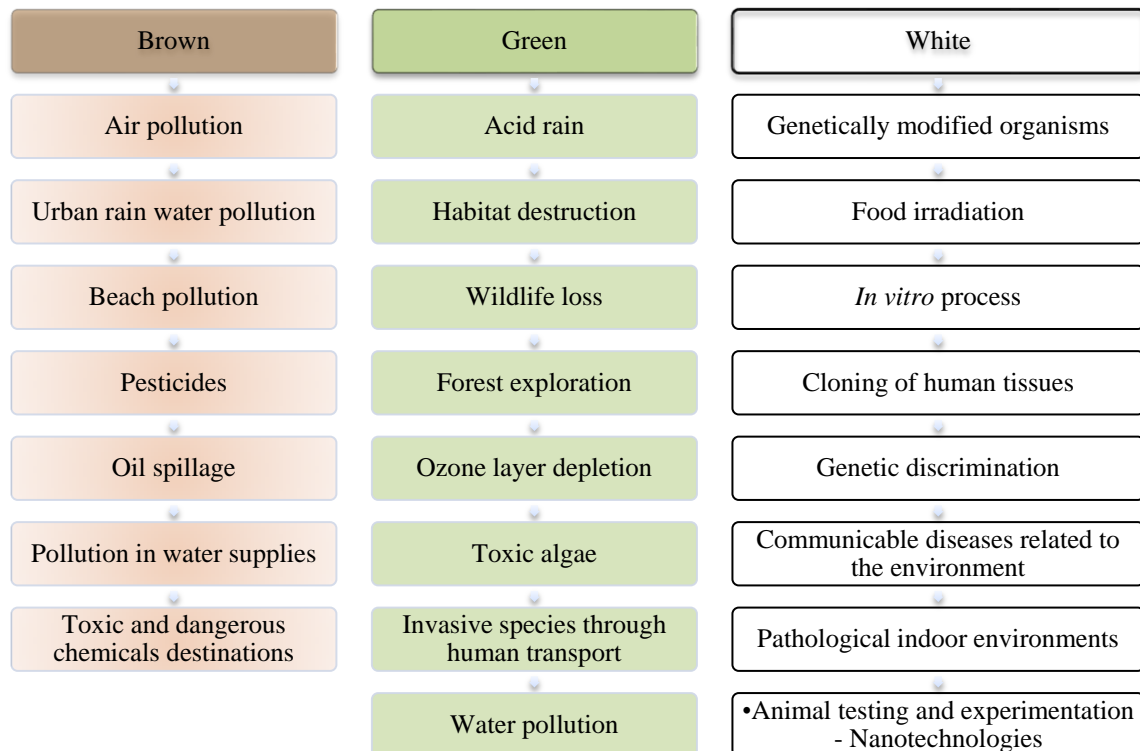 Brown
Air pollution
Urban rain water pollution
Beach pollution
Pesticides
Oil spillage
Pollution in water supplies
Toxic and dangerous
chemicals destinations
Green
Acid rain
Habitat destruction
Wildlife loss
Forest exploration
Ozone layer depletion
Toxic algae
Invasive species through
human transport
Water pollution
White
Genetically modified organisms
Food irradiation
In vitro process
Cloning of human tissues
Genetic discrimination
Communicable diseases related to
the environment
Pathological indoor environments
•Animal testing and experimentation
- Nanotechnologies